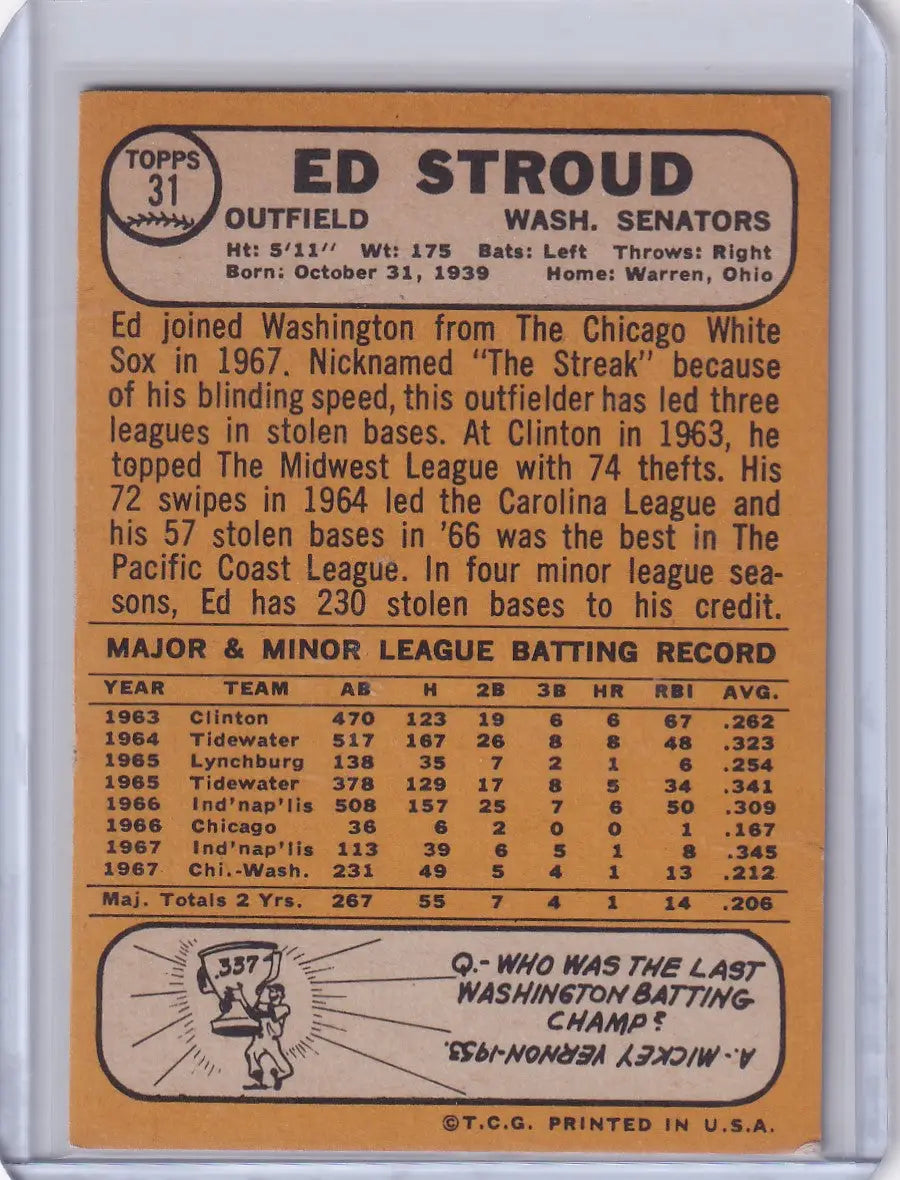 TOPPS
31
ED STROUD
OUTFIELD WASH. SENATORS
Ht: 5'11'' Wt: 175 Bats: Left Throws: Right
Born: October 31, 1939 Home: Warren, Ohio
Ed joined Washington from The Chicago White
Sox in 1967. Nicknamed "The Streak" because
of his blinding speed, this outfielder has led three
leagues in stolen bases. At Clinton in 1963, he
topped The Midwest League with 74 thefts. His
72 swipes in 1964 led the Carolina League and
his 57 stolen bases in '66 was the best in The
Pacific Coast League. In four minor league sea-
sons, Ed has 230 stolen bases to his credit.
MAJOR & MINOR LEAGUE BATTING RECORD
YEAR TEAM AB H 2B 3B HR RBI AVG.
1963 Clinton 470 123 19 6 6 67 .262
1964 Tidewater 517 167 26 8 8 48 .323
1965 Lynchburg 138 35 7 2 1 6 .254
1965 Tidewater 378 129 17 8 5 34 .341
1966 Ind'nap'lis 508 157 25 7 6 50 .309
1966 Chicago 36 6 2 0 0 1 .167
1967 Ind'nap'lis 113 39 6 5 1 8 .345
1967 Chi.-Wash. 231 49 5 4 1 13 .212
Maj. Totals 2 Yrs. 267 55 7 4 1 14 .206
.337
Q.- WHO WAS THE LAST
WASHINGTON BATTING
CHAMP?
A.- MICKEY VERNON-1953.
©T.C.G. PRINTED IN U.S.A.